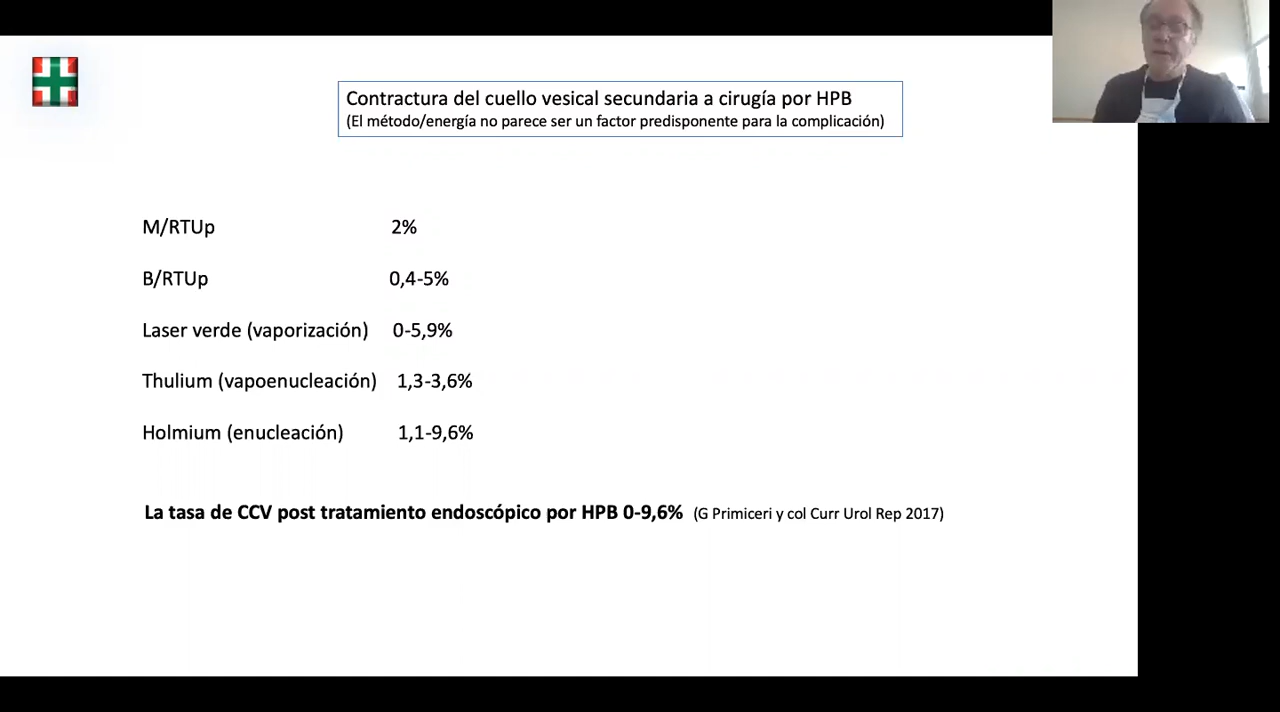 Contractura del cuello vesical secundaria a cirugía por HPB
(El método/energía no parece ser un factor predisponente para la complicación)
M/RTUp 2%
B/RTUp 0,4-5%
Laser verde (vaporización) 0-5,9%
Thulium (vapoenucleación) 1,3-3,6%
Holmium (enucleación) 1,1-9,6%
La tasa de CCV post tratamiento endoscópico por HPB 0-9,6% (G Primiceri y col Curr Urol Rep 2017)